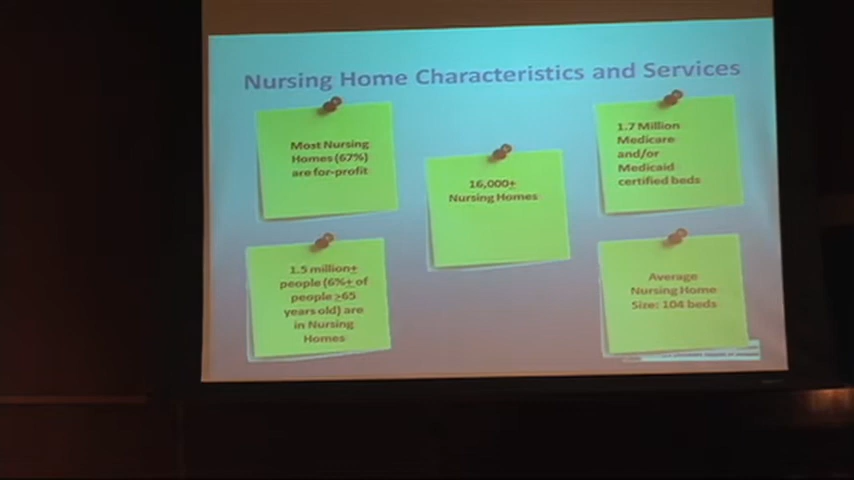 Nursing Home Characteristics and Services
Most Nursing
Homes (67%)
are for-profit
16,000+
Nursing Homes
1.7 Million
Medicare
and/or
Medicaid
certified beds
1.5 million+
people (6%+ of
people ≥65
years old) are
in Nursing
Homes
Average
Nursing Home
Size: 104 beds